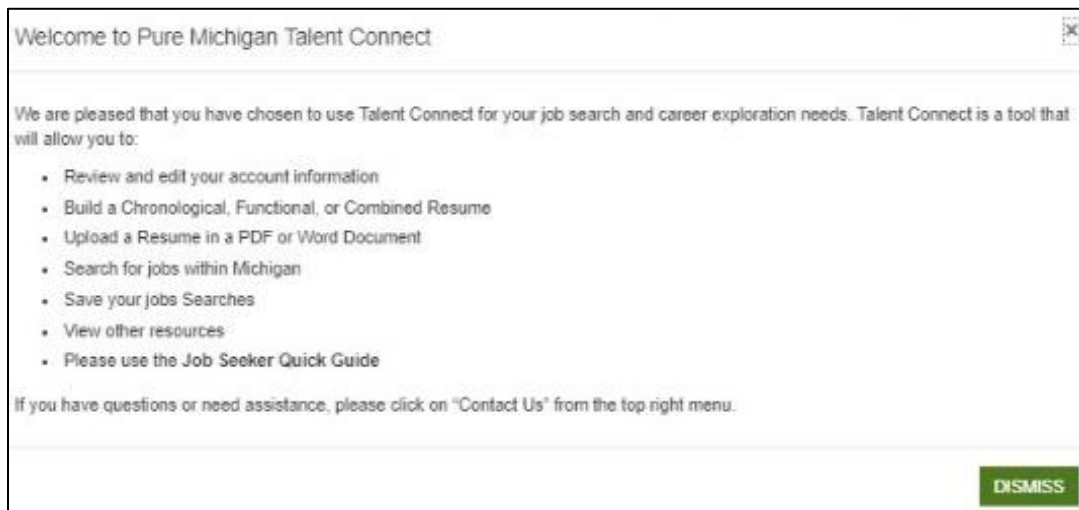 Welcome to Pure Michigan Talent Connect
We are pleased that you have chosen to use Talent Connect for your job search and career exploration needs. Talent Connect is a tool that
will allow you to:
• Review and edit your account information
• Build a Chronological, Functional, or Combined Resume
• Upload a Resume in a PDF or Word Document
• Search for jobs within Michigan
• Save your jobs Searches
• View other resources
• Please use the Job Seeker Quick Guide
If you have questions or need assistance, please click on "Contact Us" from the top right menu.
DISMISS